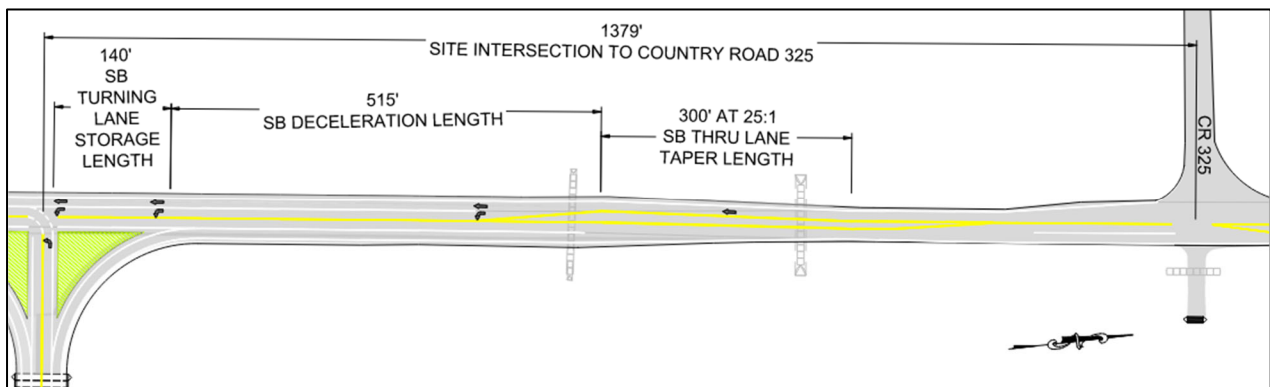 1379'
SITE INTERSECTION TO COUNTRY ROAD 325
140'
SB
TURNING
LANE
STORAGE
LENGTH
515'
SB DECELERATION LENGTH
300' AT 25:1
SB THRU LANE
TAPER LENGTH
CR 325